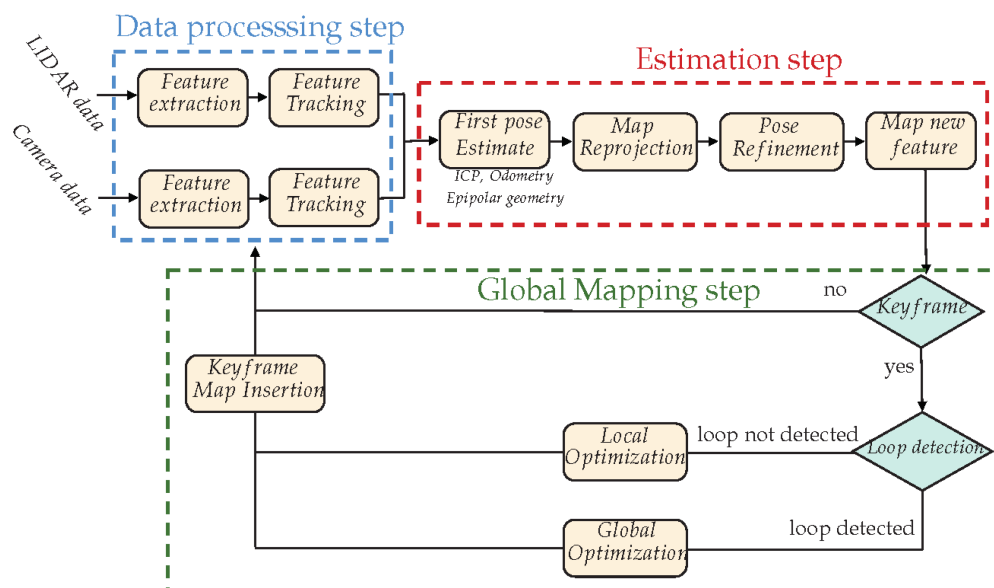 Data processsing step
LIDAR data
Feature
extraction
Feature
Tracking
Camera data
Feature
extraction
Feature
Tracking
Estimation step
First pose
Estimate
ICP, Odometry
Epipolar geometry
Map
Reprojection
Pose
Refinement
Map new
feature
Global Mapping step
no
Keyframe
yes
Keyframe
Map Insertion
Local
Optimization
loop not detected
Loop detection
Global
Optimization
loop detected